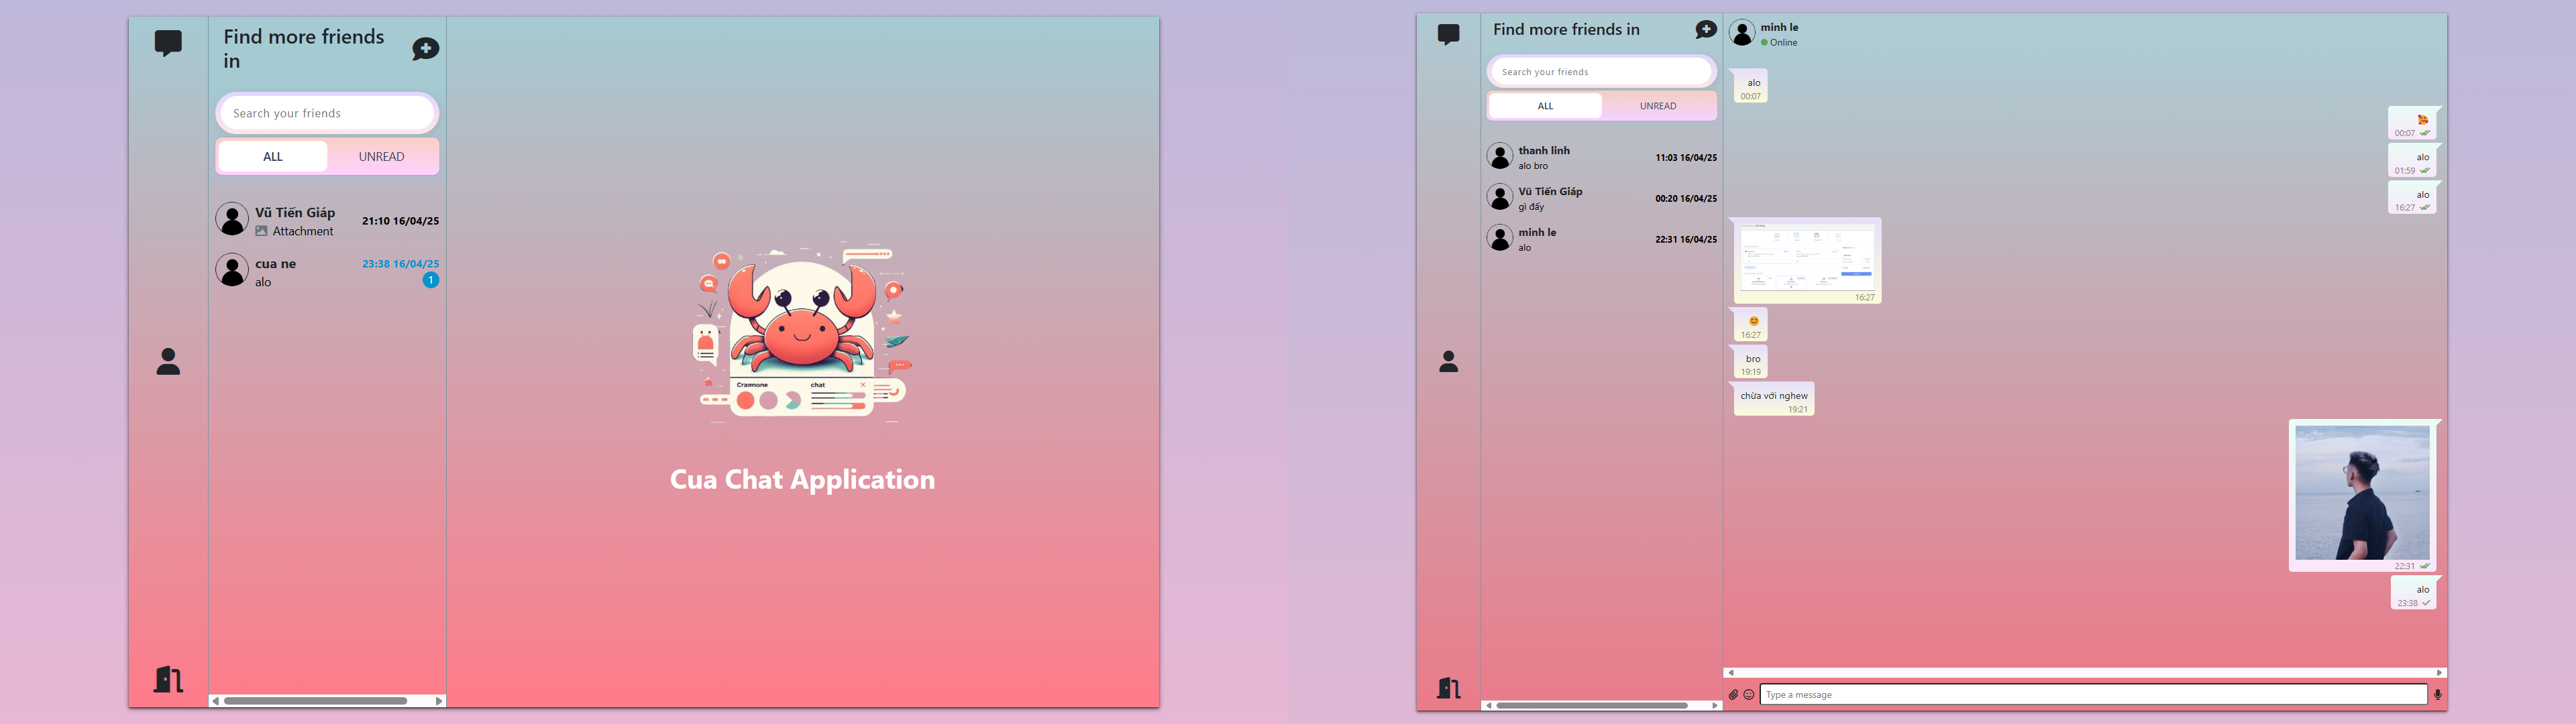 Find more friends
in
Search your friends
ALL
UNREAD
Vũ Tiến Giáp
21:10 16/04/25
Attachment
cua ne
23:38 16/04/25
alo
1
Crammone
chat
Cua Chat Application
Find more friends in
Search your friends
ALL
UNREAD
thanh linh
11:03 16/04/25
alo bro
Vũ Tiến Giáp
00:20 16/04/25
gì đấy
minh le
22:31 16/04/25
alo
minh le
Online
alo
00:07
00:07
alo
01:59
alo
16:27
16:27
16:27
bro
19:19
chừa với nghew
19:21
22:31
alo
23:38
Type a message